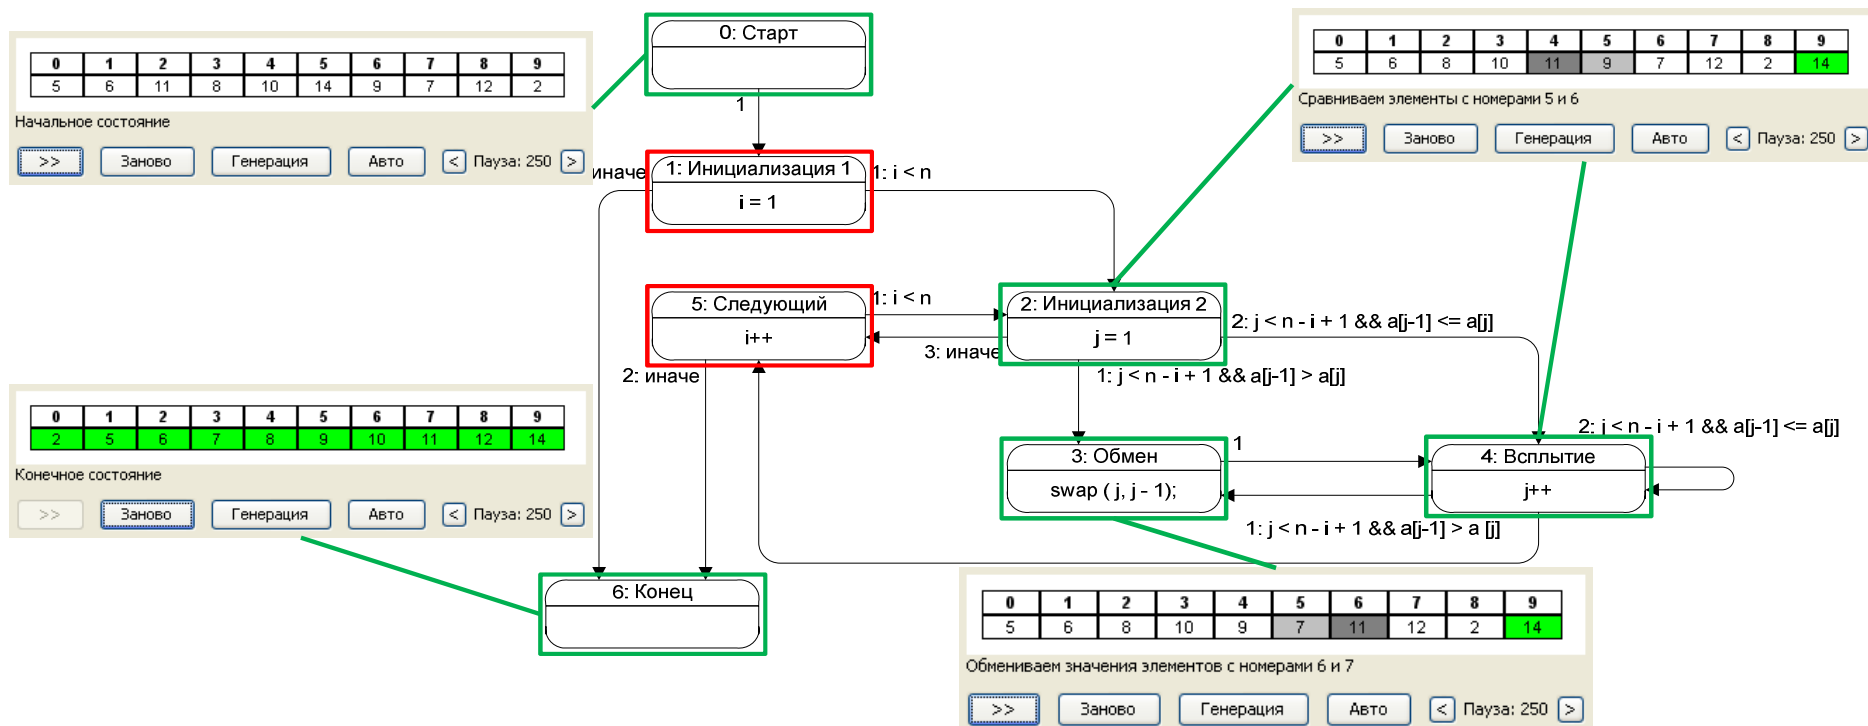 0: Старт
1
0 1 2 3 4 5 6 7 8 9
5 6 11 8 10 14 9 7 12 2
Начальное состояние
>> Заново Генерация Авто < Пауза: 250 >
0 1 2 3 4 5 6 7 8 9
5 6 8 10 11 9 7 12 2 14
Сравниваем элементы с номерами 5 и 6
>> Заново Генерация Авто < Пауза: 250 >
иначе
1: Инициализация 1
i = 1
1: i < n
5: Следующий
i++
1: i < n
2: Инициализация 2
j = 1
2: j < n - i + 1 && a[j-1] <= a[j]
3: иначе
2: иначе
1: j < n - i + 1 && a[j-1] > a[j]
0 1 2 3 4 5 6 7 8 9
2 5 6 7 8 9 10 11 12 14
Конечное состояние
>> Заново Генерация Авто < Пауза: 250 >
2: j < n - i + 1 && a[j-1] <= a[j]
3: Обмен
swap ( j, j - 1);
1
4: Всплытие
j++
1: j < n - i + 1 && a[j-1] > a [j]
6: Конец
0 1 2 3 4 5 6 7 8 9
5 6 8 10 9 7 11 12 2 14
Обмениваем значения элементов с номерами 6 и 7
>> Заново Генерация Авто < Пауза: 250 >